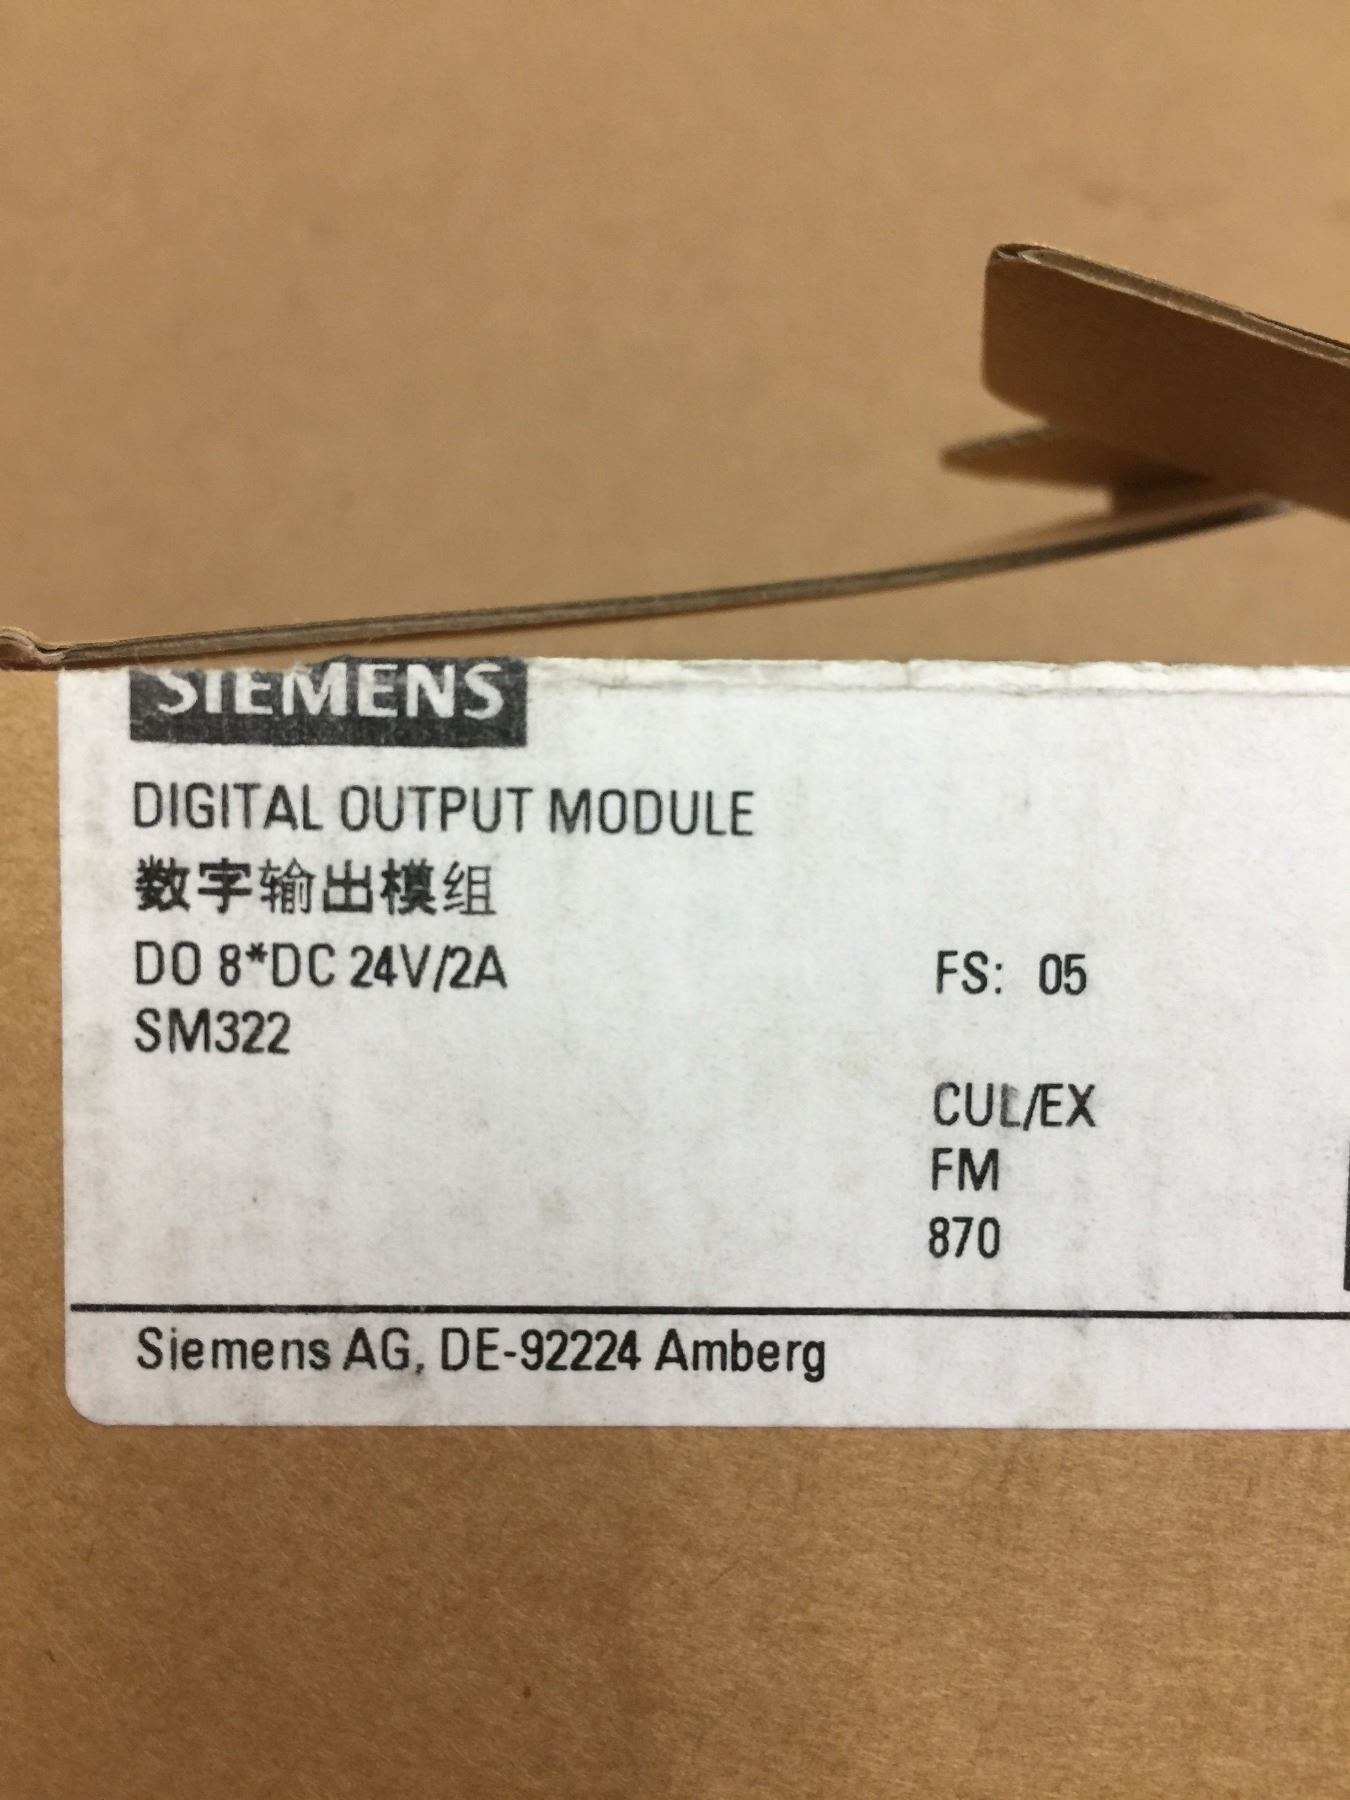 SIEMENS
DIGITAL OUTPUT MODULE
数字输出模组
DO 8*DC 24V/2A
FS: 05
SM322
CUL/EX
FM
870
Siemens AG, DE-92224 Amberg